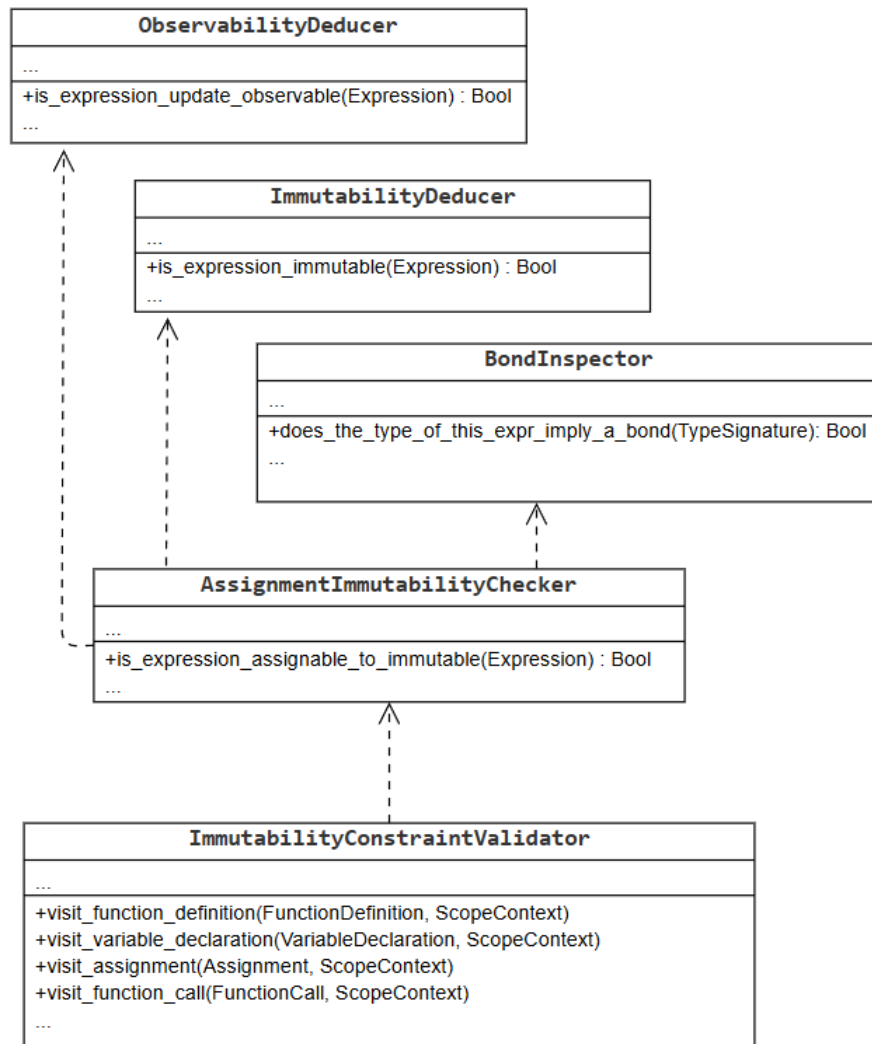 ObservabilityDeducer
...
+is_expression_update_observable(Expression) : Bool
...
ImmutabilityDeducer
...
+is_expression_immutable(Expression) : Bool
...
BondInspector
...
+does_the_type_of_this_expr_imply_a_bond(TypeSignature): Bool
...
AssignmentImmutabilityChecker
...
+is_expression_assignable_to_immutable(Expression) : Bool
...
ImmutabilityConstraintValidator
...
+visit_function_definition(FunctionDefinition, ScopeContext)
+visit_variable_declaration(VariableDeclaration, ScopeContext)
+visit_assignment(Assignment, ScopeContext)
+visit_function_call(FunctionCall, ScopeContext)
...